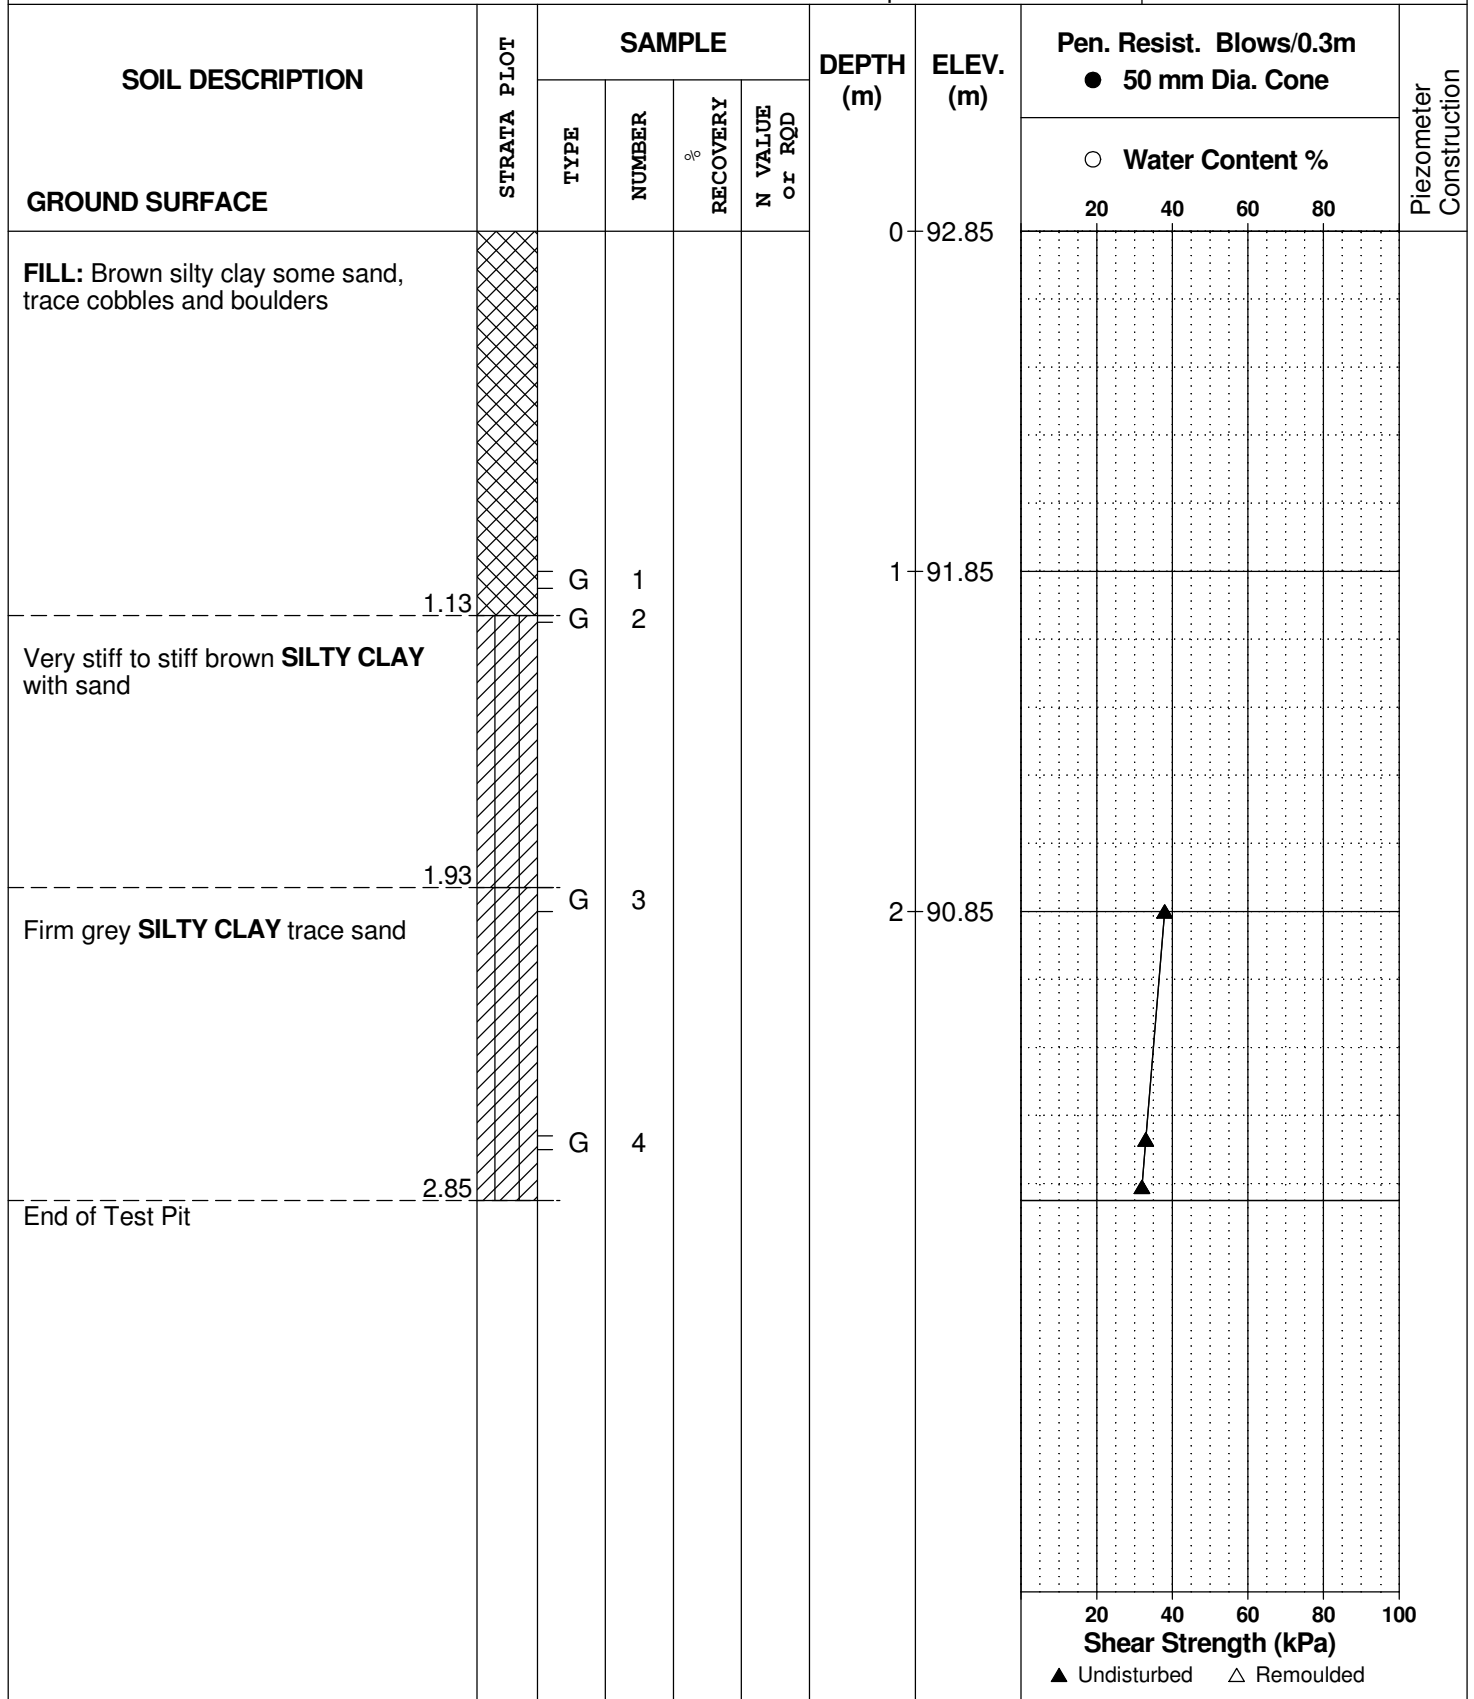 SOIL DESCRIPTION
GROUND SURFACE
STRATA PLOT
SAMPLE
TYPE
NUMBER
%
RECOVERY
N VALUE
or RQD
DEPTH
(m)
ELEV.
(m)
Pen. Resist. Blows/0.3m
● 50 mm Dia. Cone
○ Water Content %
20 40 60 80
Piezometer
Construction
0 92.85
FILL: Brown silty clay some sand,
trace cobbles and boulders
G 1
1 91.85
1.13
G 2
Very stiff to stiff brown SILTY CLAY
with sand
1.93
G 3
2 90.85
Firm grey SILTY CLAY trace sand
G 4
2.85
End of Test Pit
20 40 60 80 100
Shear Strength (kPa)
▲ Undisturbed △ Remoulded